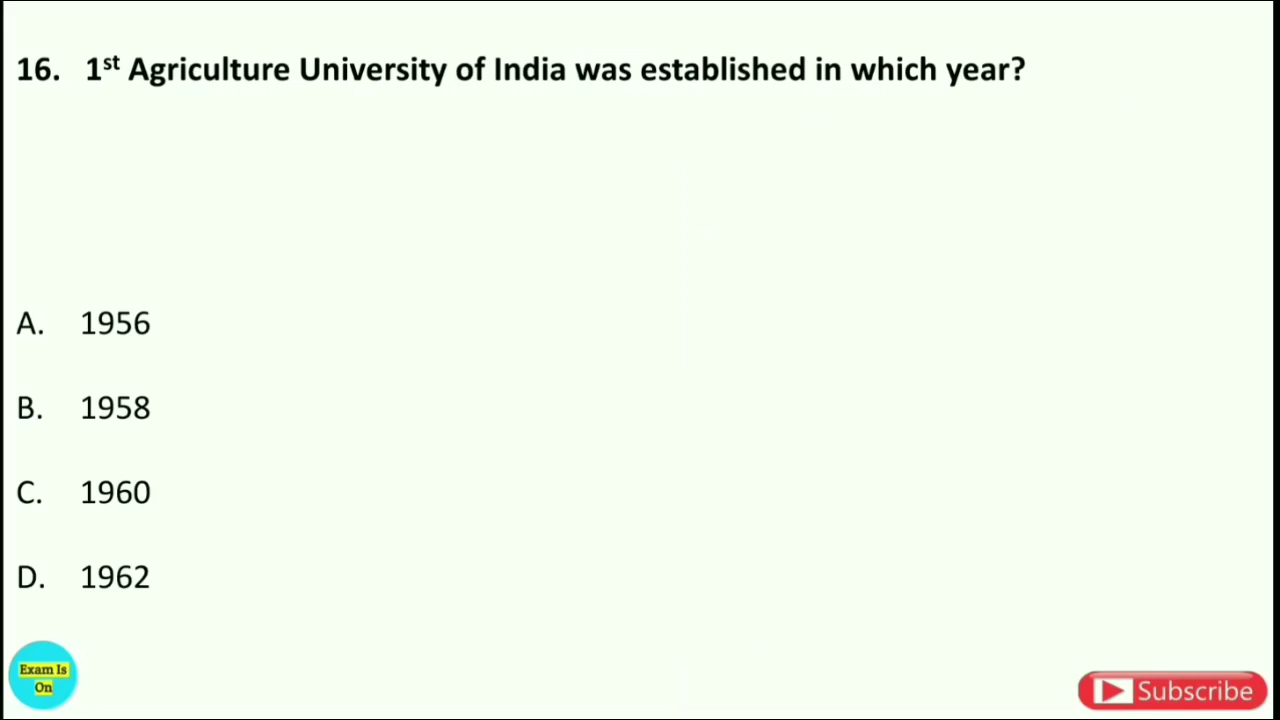 16. 1st Agriculture University of India was established in which year?
A. 1956
B. 1958
C. 1960
D. 1962
Exam Is
On
Subscribe